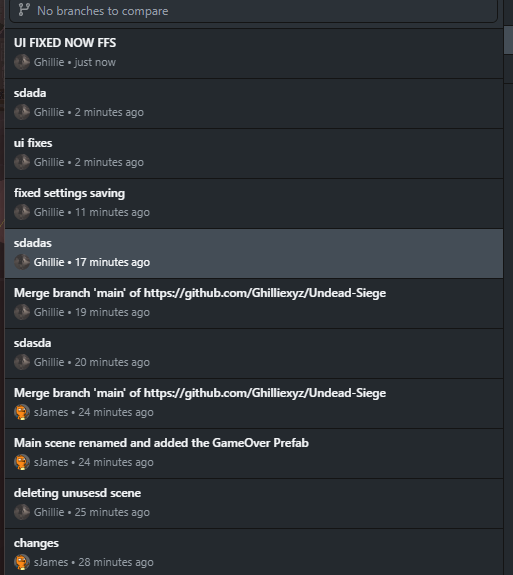 No branches to compare
UI FIXED NOW FFS
Ghillie • just now
sdada
Ghillie • 2 minutes ago
ui fixes
Ghillie • 2 minutes ago
fixed settings saving
Ghillie • 11 minutes ago
sdadas
Ghillie • 17 minutes ago
Merge branch 'main' of https://github.com/Ghilliexyz/Undead-Siege
Ghillie • 19 minutes ago
sdasda
Ghillie • 20 minutes ago
Merge branch 'main' of https://github.com/Ghilliexyz/Undead-Siege
sJames • 24 minutes ago
Main scene renamed and added the GameOver Prefab
sJames • 24 minutes ago
deleting unusesd scene
Ghillie • 25 minutes ago
changes
sJames • 28 minutes ago